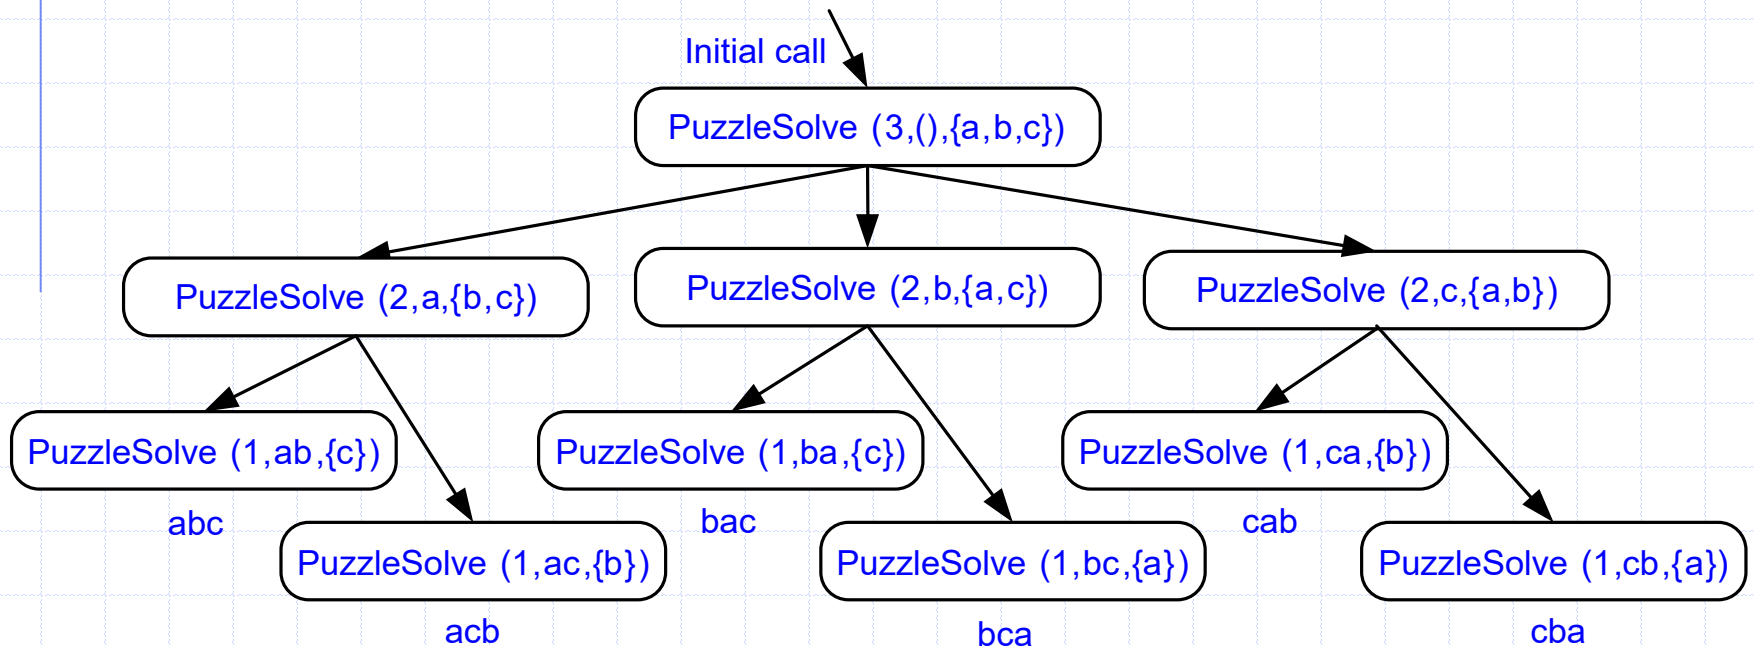 Initial call
PuzzleSolve (3,(),{a,b,c})
PuzzleSolve (2,a,{b,c})
PuzzleSolve (2,b,{a,c})
PuzzleSolve (2,c,{a,b})
PuzzleSolve (1,ab,{c})
PuzzleSolve (1,ba,{c})
PuzzleSolve (1,ca,{b})
abc
bac
cab
PuzzleSolve (1,ac,{b})
PuzzleSolve (1,bc,{a})
PuzzleSolve (1,cb,{a})
acb
bca
cba